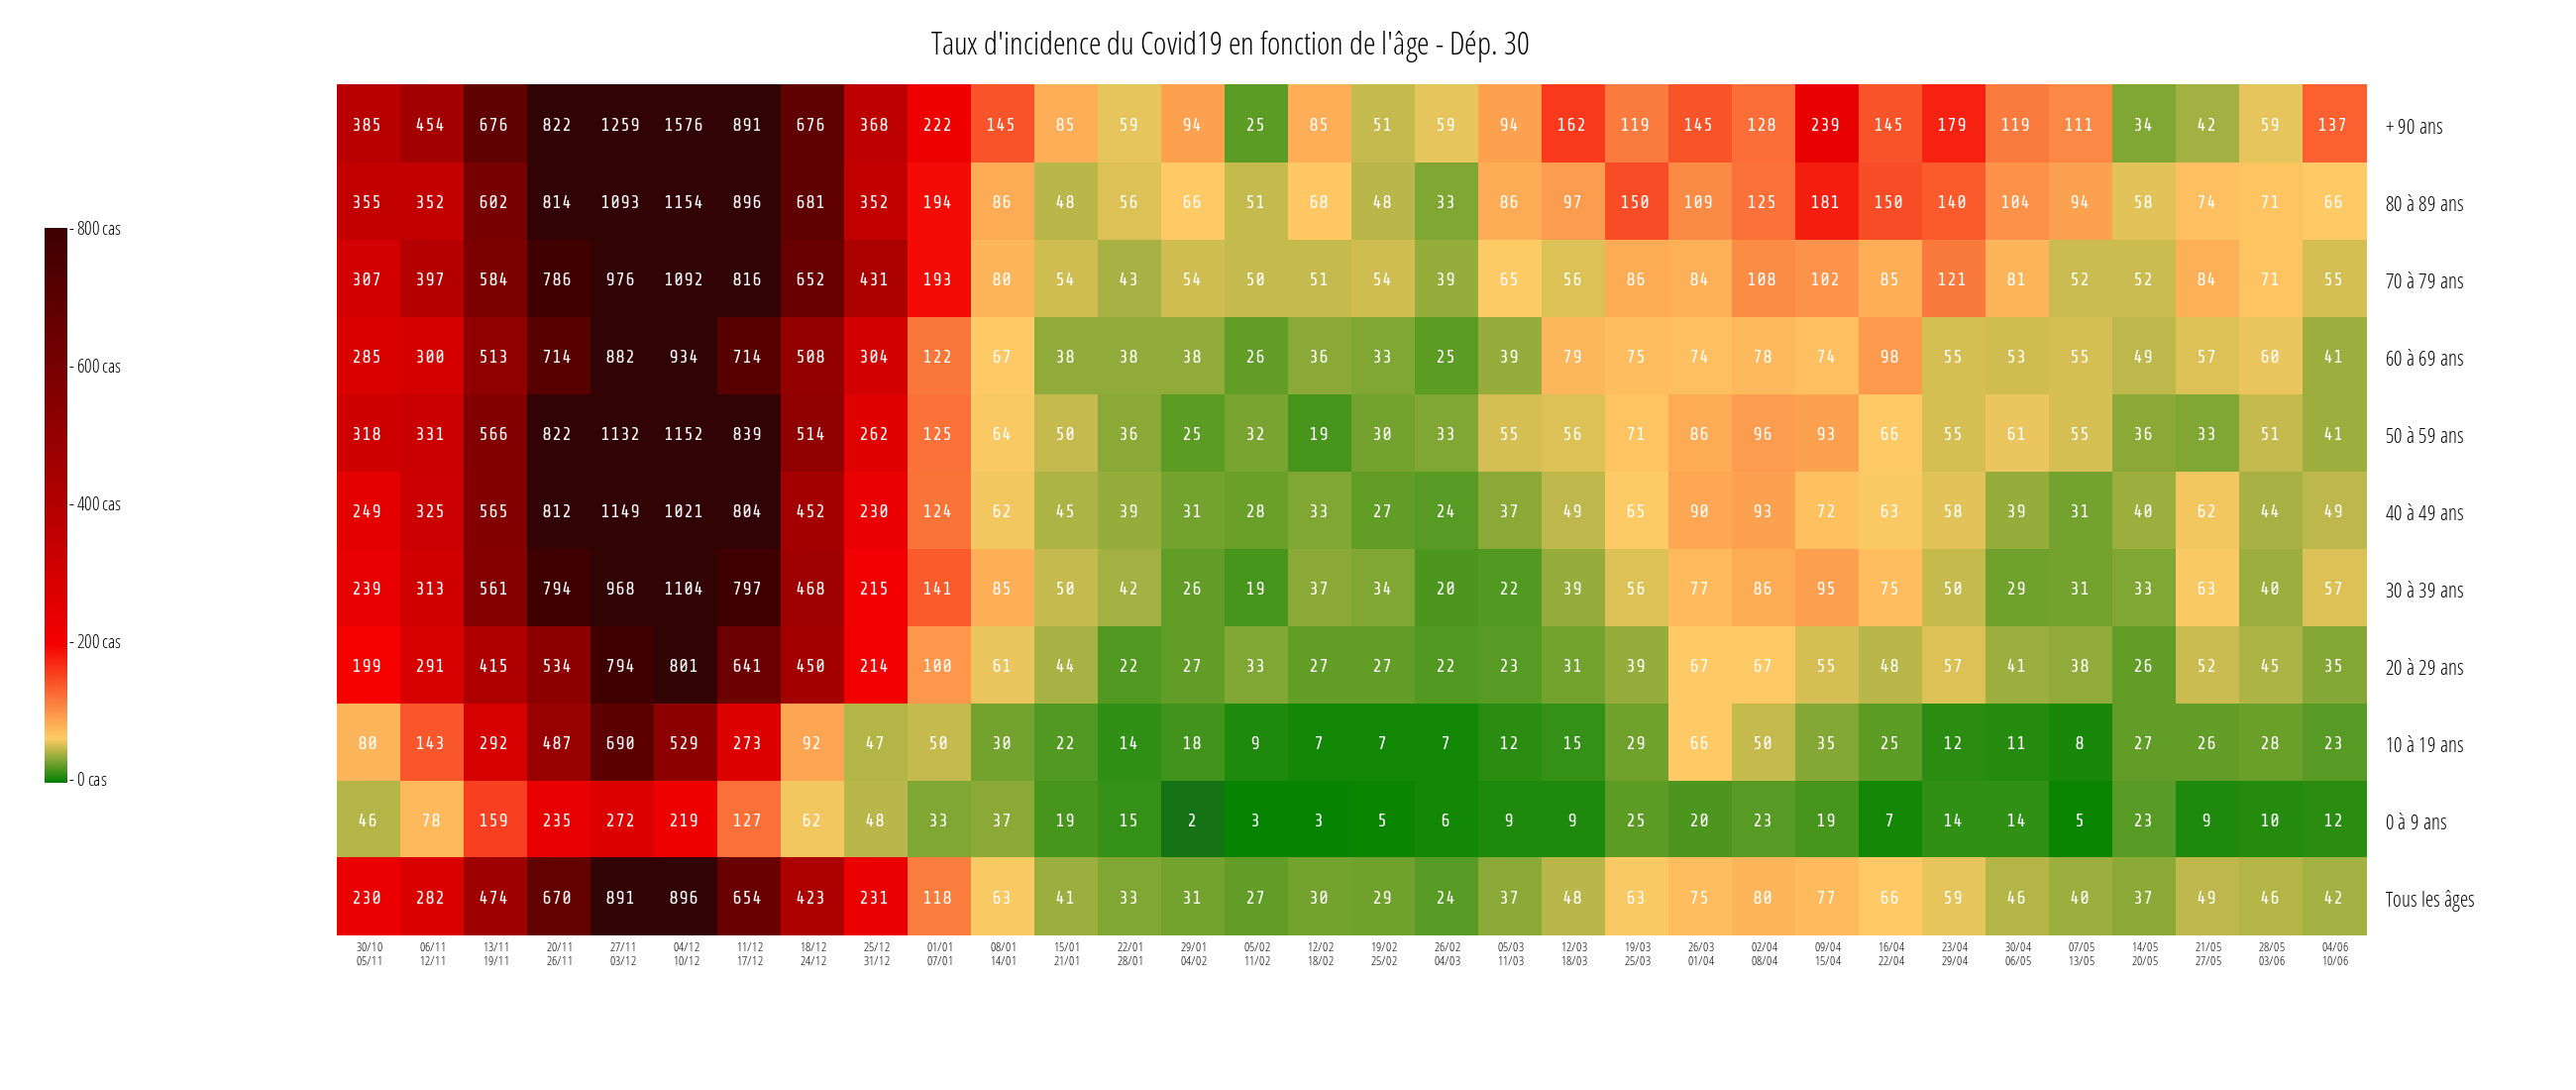 Taux d'incidence du Covid19 en fonction de l'âge - Dép. 30
385 454 676 822 1259 1576 891 676 368 222 145 85 59 94 25 85 51 59 94 162 119 145 128 239 145 179 119 111 34 42 59 137 + 90 ans
355 352 602 814 1093 1154 896 681 352 194 86 48 56 66 51 68 48 33 86 97 150 109 125 181 150 140 104 94 58 74 71 66 80 à 89 ans
- 800 cas
307 397 584 786 976 1092 816 652 431 193 80 54 43 54 50 51 54 39 65 56 86 84 108 102 85 121 81 52 52 84 71 55 70 à 79 ans
285 300 513 714 882 934 714 508 304 122 67 38 38 38 26 36 33 25 39 79 75 74 78 74 98 55 53 55 49 57 60 41 60 à 69 ans
- 600 cas
318 331 566 822 1132 1152 839 514 262 125 64 50 36 25 32 19 30 33 55 56 71 86 96 93 66 55 61 55 36 33 51 41 50 à 59 ans
- 400 cas
249 325 565 812 1149 1021 804 452 230 124 62 45 39 31 28 33 27 24 37 49 65 90 93 72 63 58 39 31 40 62 44 49 40 à 49 ans
239 313 561 794 968 1104 797 468 215 141 85 50 42 26 19 37 34 20 22 39 56 77 86 95 75 50 29 31 33 63 40 57 30 à 39 ans
- 200 cas
199 291 415 534 794 801 641 450 214 100 61 44 22 27 33 27 27 22 23 31 39 67 67 55 48 57 41 38 26 52 45 35 20 à 29 ans
80 143 292 487 690 529 273 92 47 50 30 22 14 18 9 7 7 7 12 15 29 66 50 35 25 12 11 8 27 26 28 23 10 à 19 ans
- 0 cas
46 78 159 235 272 219 127 62 48 33 37 19 15 2 3 3 5 6 9 9 25 20 23 19 7 14 14 5 23 9 10 12 0 à 9 ans
230 282 474 670 891 896 654 423 231 118 63 41 33 31 27 30 29 24 37 48 63 75 80 77 66 59 46 40 37 49 46 42 Tous les âges
30/10 06/11 13/11 20/11 27/11 04/12 11/12 18/12 25/12 01/01 08/01 15/01 22/01 29/01 05/02 12/02 19/02 26/02 05/03 12/03 19/03 26/03 02/04 09/04 16/04 23/04 30/04 07/05 14/05 21/05 28/05 04/06
05/11 12/11 19/11 26/11 03/12 10/12 17/12 24/12 31/12 07/01 14/01 21/01 28/01 04/02 11/02 18/02 25/02 04/03 11/03 18/03 25/03 01/04 08/04 15/04 22/04 29/04 06/05 13/05 20/05 27/05 03/06 10/06